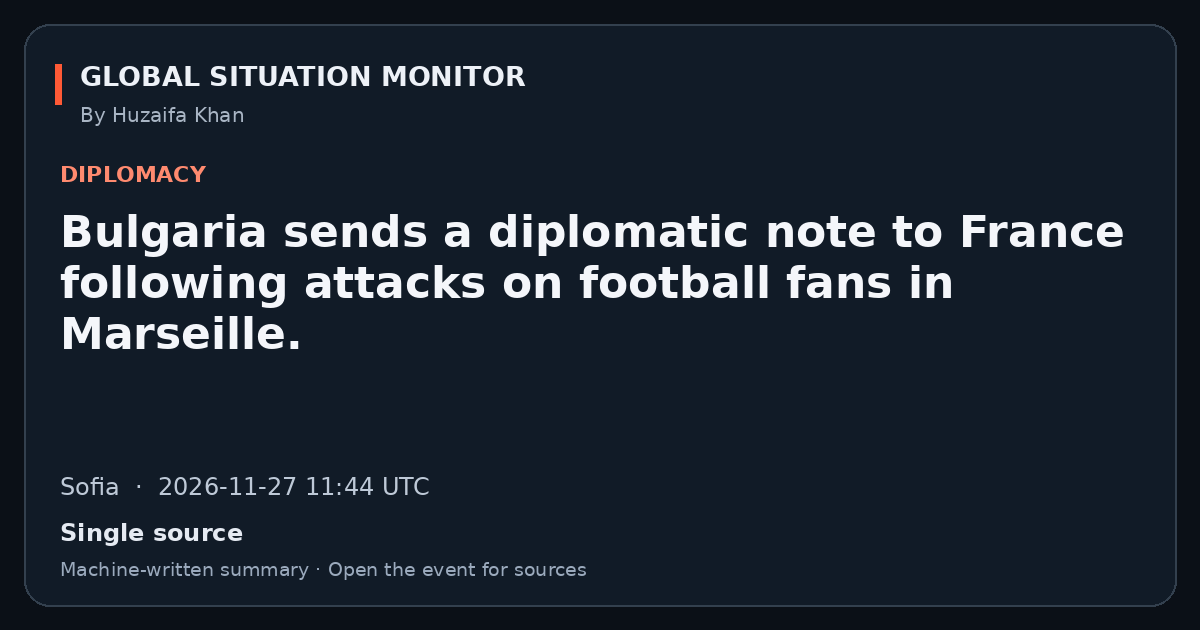 GLOBAL SITUATION MONITOR
By Huzaifa Khan
DIPLOMACY
Bulgaria sends a diplomatic note to France
following attacks on football fans in
Marseille.
Sofia · 2026-11-27 11:44 UTC
Single source
Machine-written summary · Open the event for sources